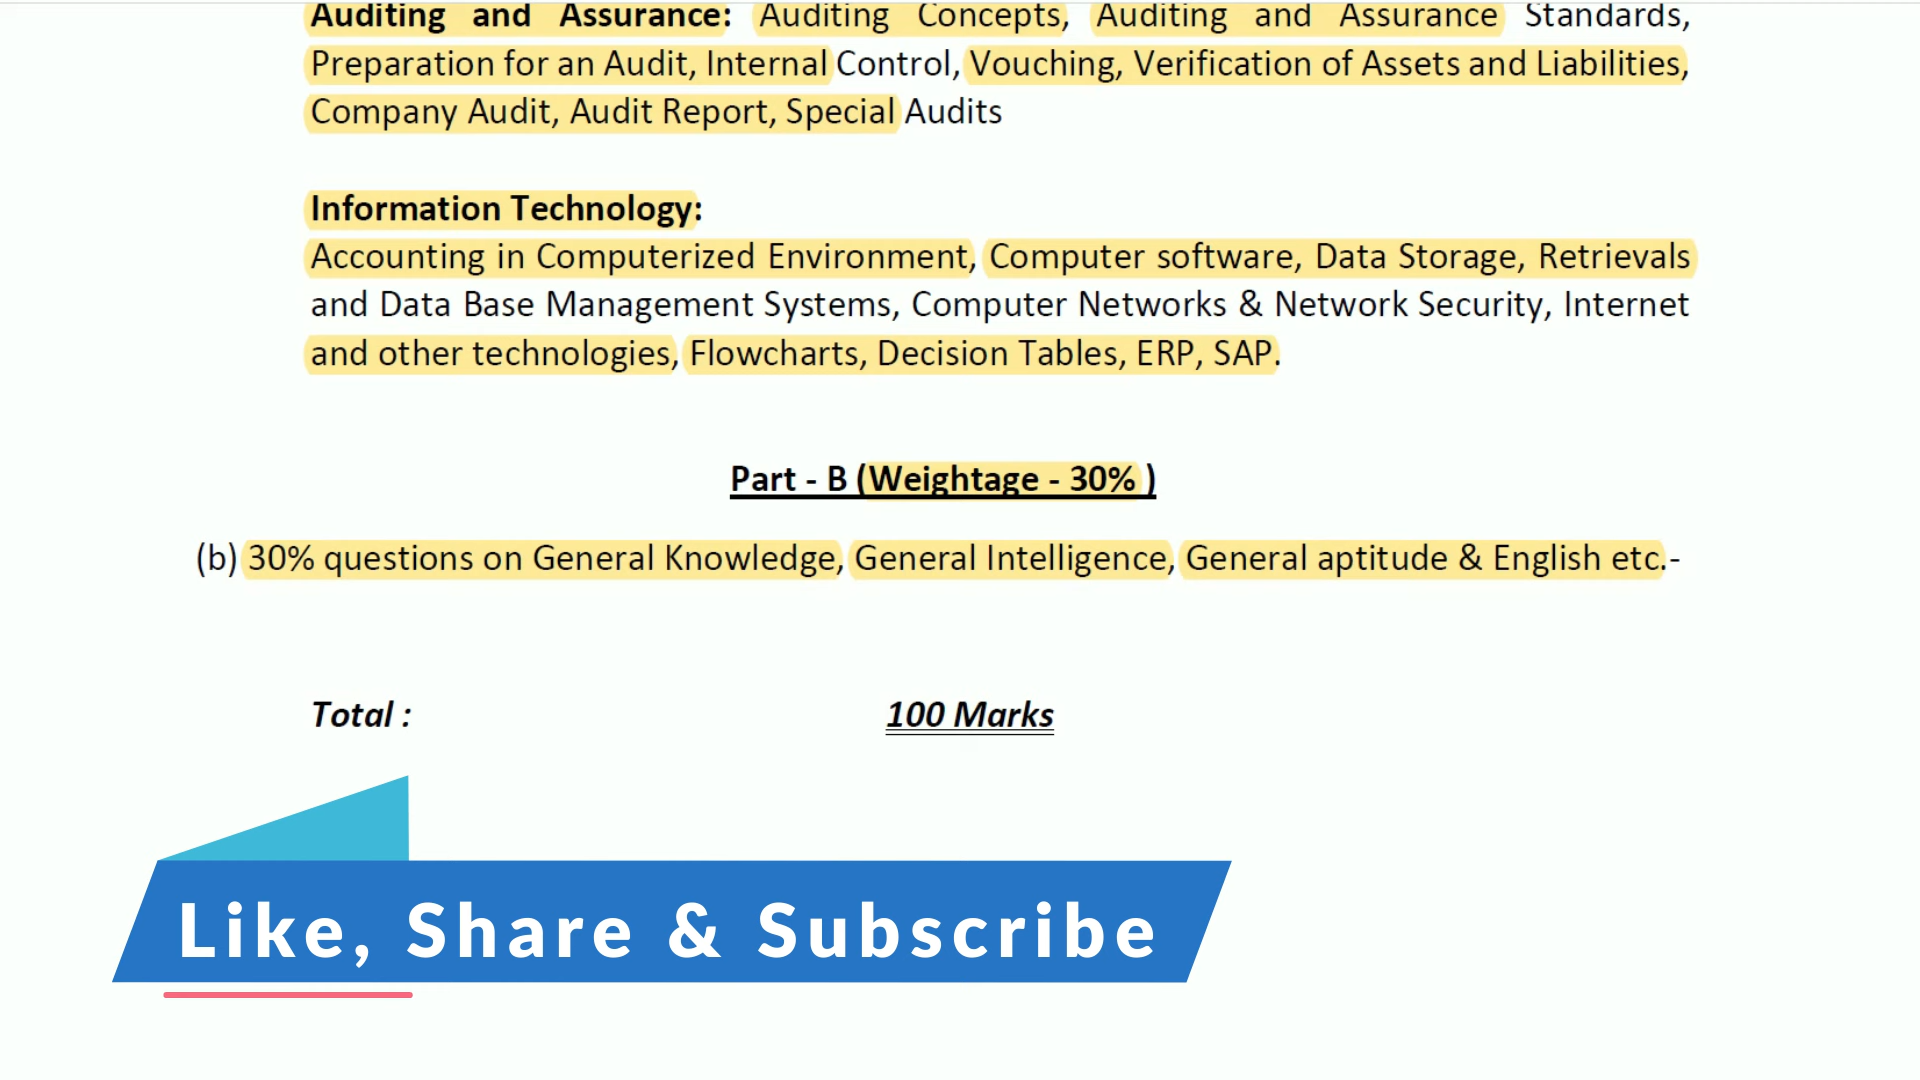 Auditing and Assurance: Auditing Concepts, Auditing and Assurance Standards,
Preparation for an Audit, Internal Control, Vouching, Verification of Assets and Liabilities,
Company Audit, Audit Report, Special Audits
Information Technology:
Accounting in Computerized Environment, Computer software, Data Storage, Retrievals
and Data Base Management Systems, Computer Networks & Network Security, Internet
and other technologies, Flowcharts, Decision Tables, ERP, SAP.
Part - B (Weightage - 30% )
(b) 30% questions on General Knowledge, General Intelligence, General aptitude & English etc.-
Total : 100 Marks
Like, Share & Subscribe